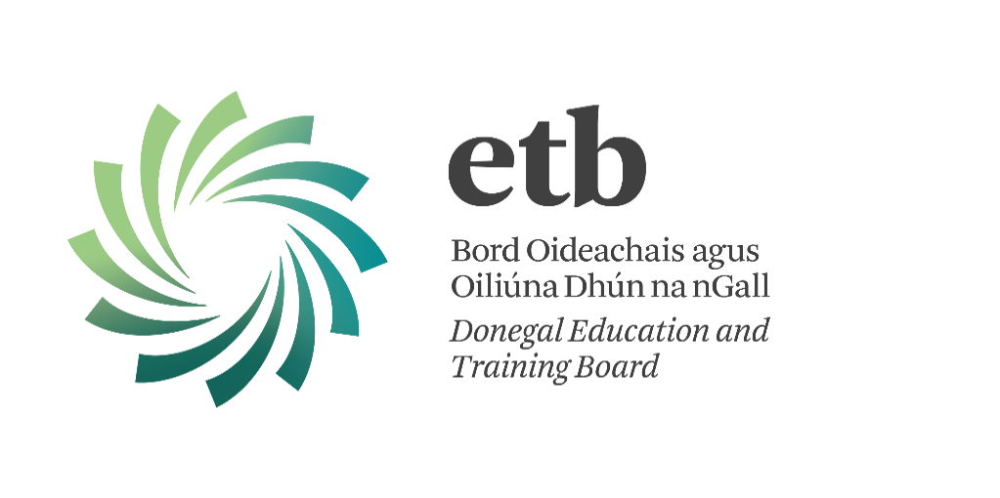 etb
Bord Oideachais agus
Oiliúna Dhún na nGall
Donegal Education and
Training Board